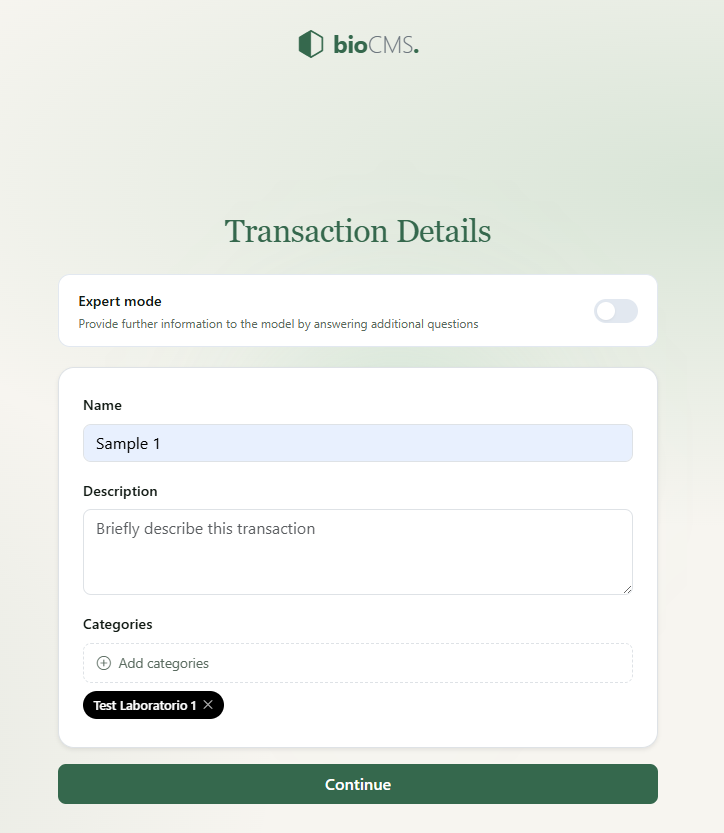 bioCMS.
Transaction Details
Expert mode
Provide further information to the model by answering additional questions
Name
Sample 1
Description
Briefly describe this transaction
Categories
Add categories
Test Laboratorio 1
Continue